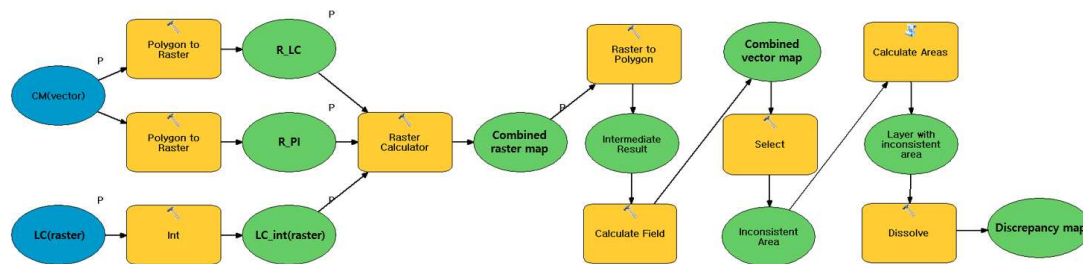 P
CM(vector)
Polygon to
Raster
P
R_LC
Polygon to
Raster
P
R_PI
P
LC(raster)
Int
P
LC_int(raster)
Raster
Calculator
Combined
raster map
P
Raster to
Polygon
Intermediate
Result
Calculate Field
Combined
vector map
Select
Inconsistent
Area
Calculate Areas
Layer with
inconsistent
area
Dissolve
Discrepancy map